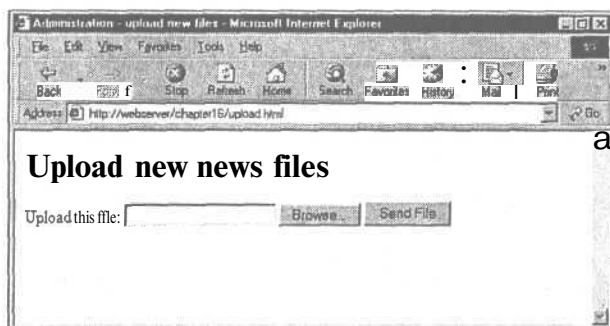 Administration - upload new files - Microsoft Internet Explorer
File Edit View Favorites Tools Help
Back f Stop Refresh Home Search Favorites History : Mail | Print »
Address http://webserver/chapter16/upload.html Go
a
Upload new news files
Upload this ffle: Browse... Send File